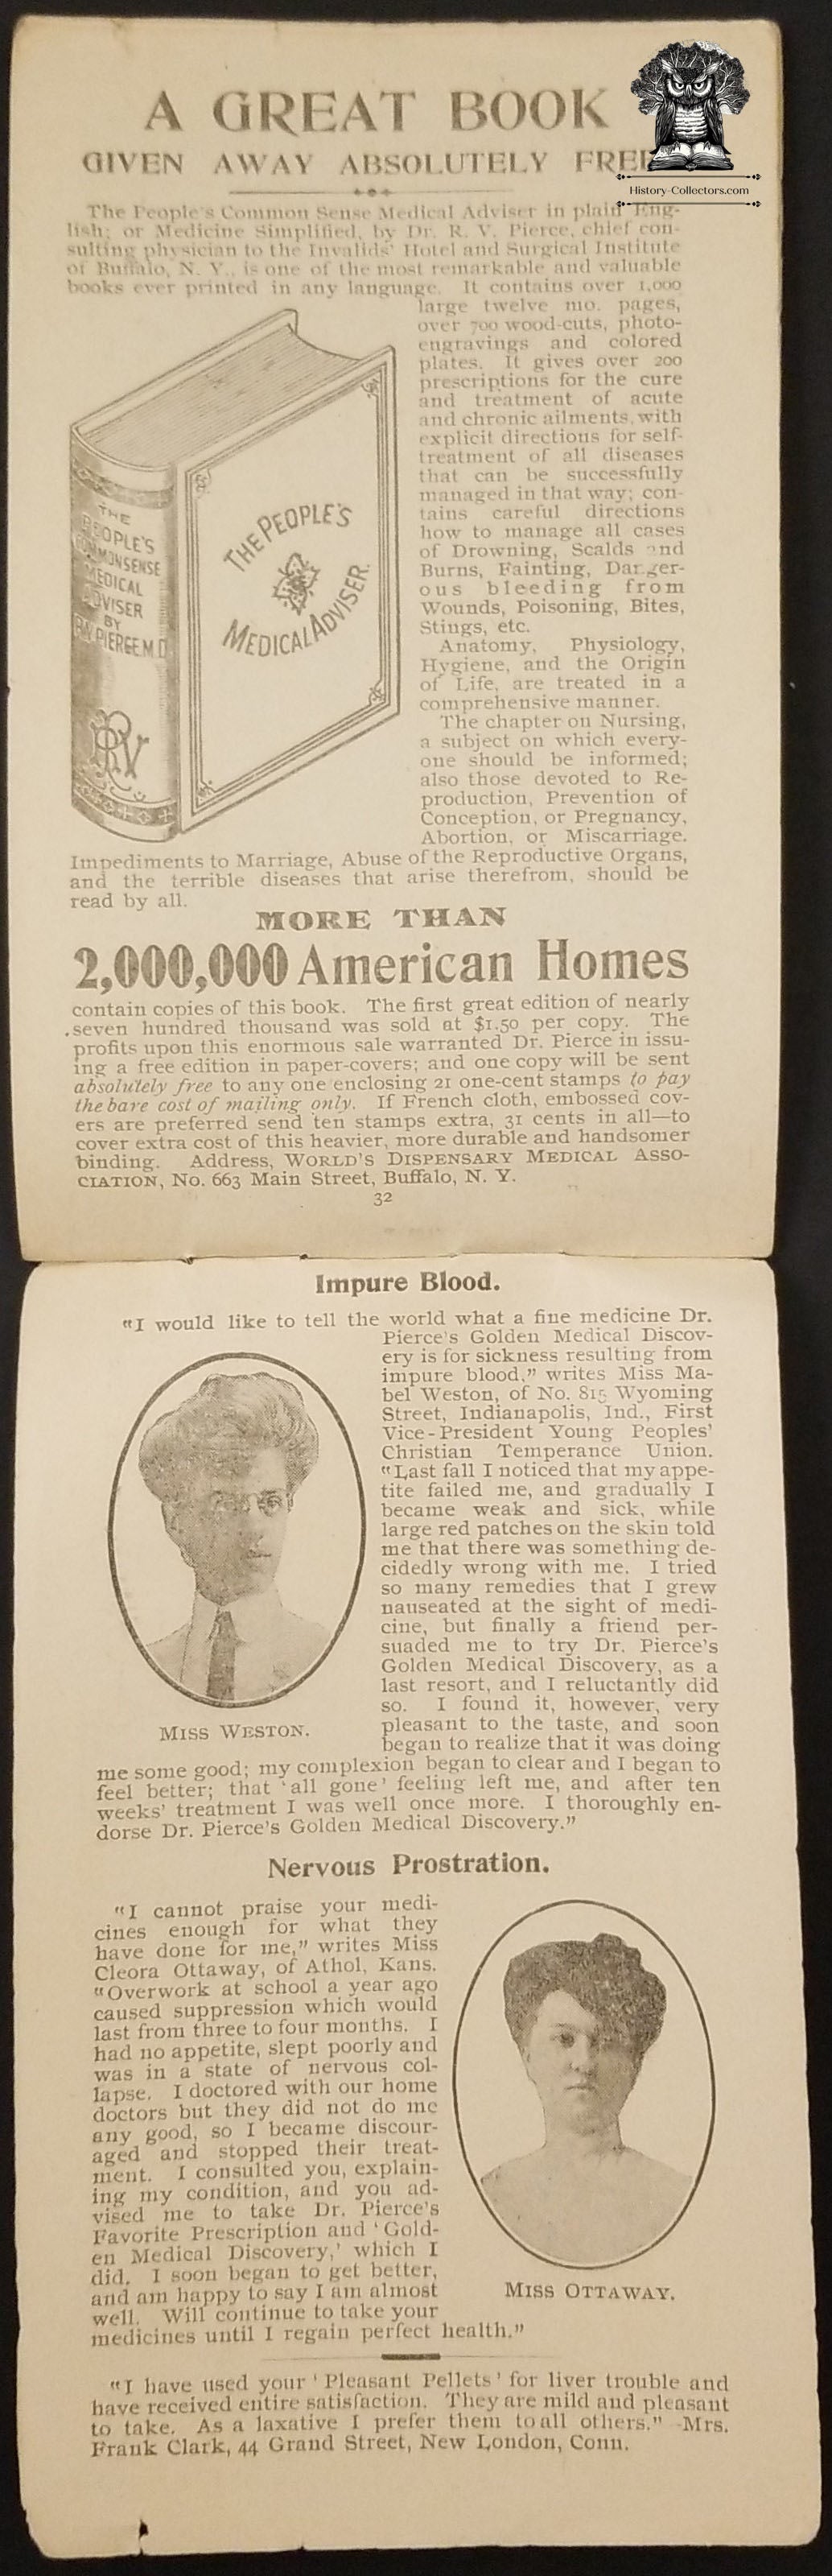 A GREAT BOOK
GIVEN AWAY ABSOLUTELY FREE
History-Collectors.com
The People's Common Sense Medical Adviser in plain Eng-
lish; or Medicine Simplified, by Dr. R. V. Pierce, chief con-
sulting physician to the Invalids' Hotel and Surgical Institute
of Buffalo, N. Y., is one of the most remarkable and valuable
books ever printed in any language. It contains over 1,000
large twelve mo. pages,
over 700 wood-cuts, photo-
engravings and colored
plates. It gives over 200
prescriptions for the cure
and treatment of acute
and chronic ailments, with
explicit directions for self-
treatment of all diseases
that can be successfully
managed in that way; con-
tains careful directions
how to manage all cases
of Drowning, Scalds and
Burns, Fainting, Danger-
ous bleeding from
Wounds, Poisoning, Bites,
Stings, etc.
Anatomy, Physiology,
Hygiene, and the Origin
of Life, are treated in a
comprehensive manner.
The chapter on Nursing,
a subject on which every-
one should be informed;
also those devoted to Re-
production, Prevention of
Conception, or Pregnancy,
Abortion, or Miscarriage.
Impediments to Marriage, Abuse of the Reproductive Organs,
and the terrible diseases that arise therefrom, should be
read by all.
THE
PEOPLE'S
COMMON SENSE
MEDICAL
ADVISER
BY
R.V. PIERCE M.D.
RVP
THE PEOPLE'S
MEDICAL ADVISER.
MORE THAN
2,000,000 American Homes
contain copies of this book. The first great edition of nearly
seven hundred thousand was sold at $1.50 per copy. The
profits upon this enormous sale warranted Dr. Pierce in issu-
ing a free edition in paper-covers; and one copy will be sent
absolutely free to any one enclosing 21 one-cent stamps to pay
the bare cost of mailing only. If French cloth, embossed cov-
ers are preferred send ten stamps extra, 31 cents in all—to
cover extra cost of this heavier, more durable and handsomer
binding. Address, WORLD'S DISPENSARY MEDICAL ASSO-
CIATION, No. 663 Main Street, Buffalo, N. Y.
32
Impure Blood.
"I would like to tell the world what a fine medicine Dr.
Pierce's Golden Medical Discov-
ery is for sickness resulting from
impure blood," writes Miss Ma-
bel Weston, of No. 815 Wyoming
Street, Indianapolis, Ind., First
Vice-President Young Peoples'
Christian Temperance Union.
"Last fall I noticed that my appe-
tite failed me, and gradually I
became weak and sick, while
large red patches on the skin told
me that there was something de-
cidedly wrong with me. I tried
so many remedies that I grew
nauseated at the sight of medi-
cine, but finally a friend per-
suaded me to try Dr. Pierce's
Golden Medical Discovery, as a
last resort, and I reluctantly did
so. I found it, however, very
pleasant to the taste, and soon
began to realize that it was doing
me some good; my complexion began to clear and I began to
feel better; that 'all gone' feeling left me, and after ten
weeks' treatment I was well once more. I thoroughly en-
dorse Dr. Pierce's Golden Medical Discovery."
MISS WESTON.
Nervous Prostration.
"I cannot praise your medi-
cines enough for what they
have done for me," writes Miss
Cleora Ottaway, of Athol, Kans.
"Overwork at school a year ago
caused suppression which would
last from three to four months. I
had no appetite, slept poorly and
was in a state of nervous col-
lapse. I doctored with our home
doctors but they did not do me
any good, so I became discour-
aged and stopped their treat-
ment. I consulted you, explain-
ing my condition, and you ad-
vised me to take Dr. Pierce's
Favorite Prescription and 'Gold-
en Medical Discovery,' which I
did. I soon began to get better,
and am happy to say I am almost
well. Will continue to take your
medicines until I regain perfect health."
MISS OTTAWAY.
"I have used your 'Pleasant Pellets' for liver trouble and
have received entire satisfaction. They are mild and pleasant
to take. As a laxative I prefer them to all others." -Mrs.
Frank Clark, 44 Grand Street, New London, Conn.